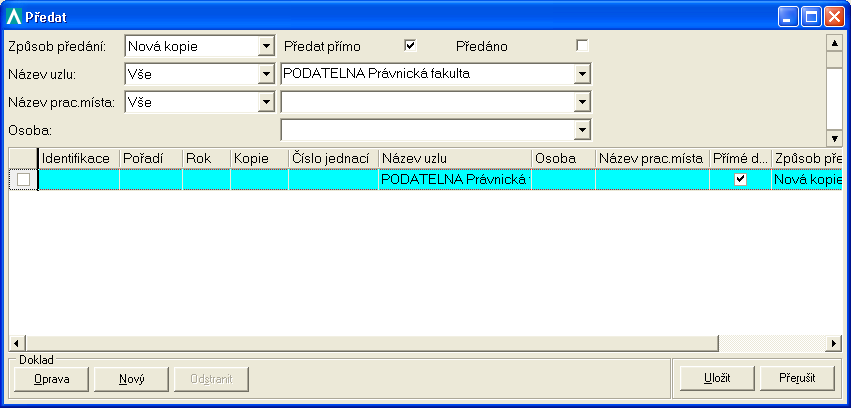 Předat
Způsob předání: Nová kopie Předat přímo Předáno
Název uzlu: Vše PODATELNA Právnická fakulta
Název prac.místa: Vše
Osoba:
Identifikace Pořadí Rok Kopie Číslo jednací Název uzlu Osoba Název prac.místa Přímé d... Způsob pře
PODATELNA Právnická Nová kopie
Doklad
Oprava Nový Odstranit Uložit Přerušit